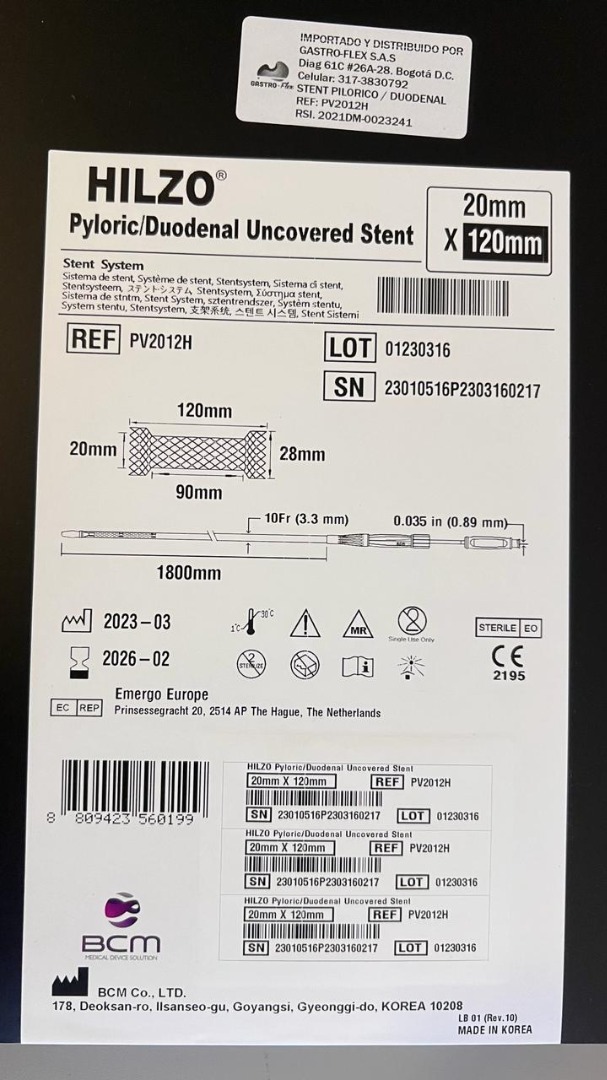 IMPORTADO Y DISTRIBUIDO POR
GASTRO-FLEX S.A.S
Diag 61C #26A-28. Bogotá D.C.
Celular: 317-3830792
STENT PILORICO / DUODENAL
REF: PV2012H
RSI. 2021DM-0023241
GASTRO-Flex
HILZO®
Pyloric/Duodenal Uncovered Stent
20mm
X 120mm
Stent System
Sistema de stent, Système de stent, Stentsystem, Sistema di stent,
Stentsysteem, ステントシステム, Stentsystem, Σύστημα stent,
Sistema de stntm, Stent System, sztentrendszer, Systém stentu,
System stentu, Stentsystem, 支架系统, 스텐트 시스템, Stent Sistemi
REF PV2012H
LOT 01230316
SN 23010516P2303160217
120mm
20mm
28mm
90mm
10Fr (3.3 mm)
0.035 in (0.89 mm)
1800mm
2023-03
2026-02
1℃
30℃
MR
2
Single Use Only
STERILE EO
2
STERILIZE
i
CE
2195
EC REP
Emergo Europe
Prinsessegracht 20, 2514 AP The Hague, The Netherlands
8 809423 560199
HILZO Pyloric/Duodenal Uncovered Stent
20mm X 120mm REF PV2012H
SN 23010516P2303160217 LOT 01230316
HILZO Pyloric/Duodenal Uncovered Stent
20mm X 120mm REF PV2012H
SN 23010516P2303160217 LOT 01230316
HILZO Pyloric/Duodenal Uncovered Stent
20mm X 120mm REF PV2012H
SN 23010516P2303160217 LOT 01230316
BCM
MEDICAL DEVICE SOLUTION
BCM Co., LTD.
178, Deoksan-ro, Ilsanseo-gu, Goyangsi, Gyeonggi-do, KOREA 10208
LB 01 (Rev.10)
MADE IN KOREA